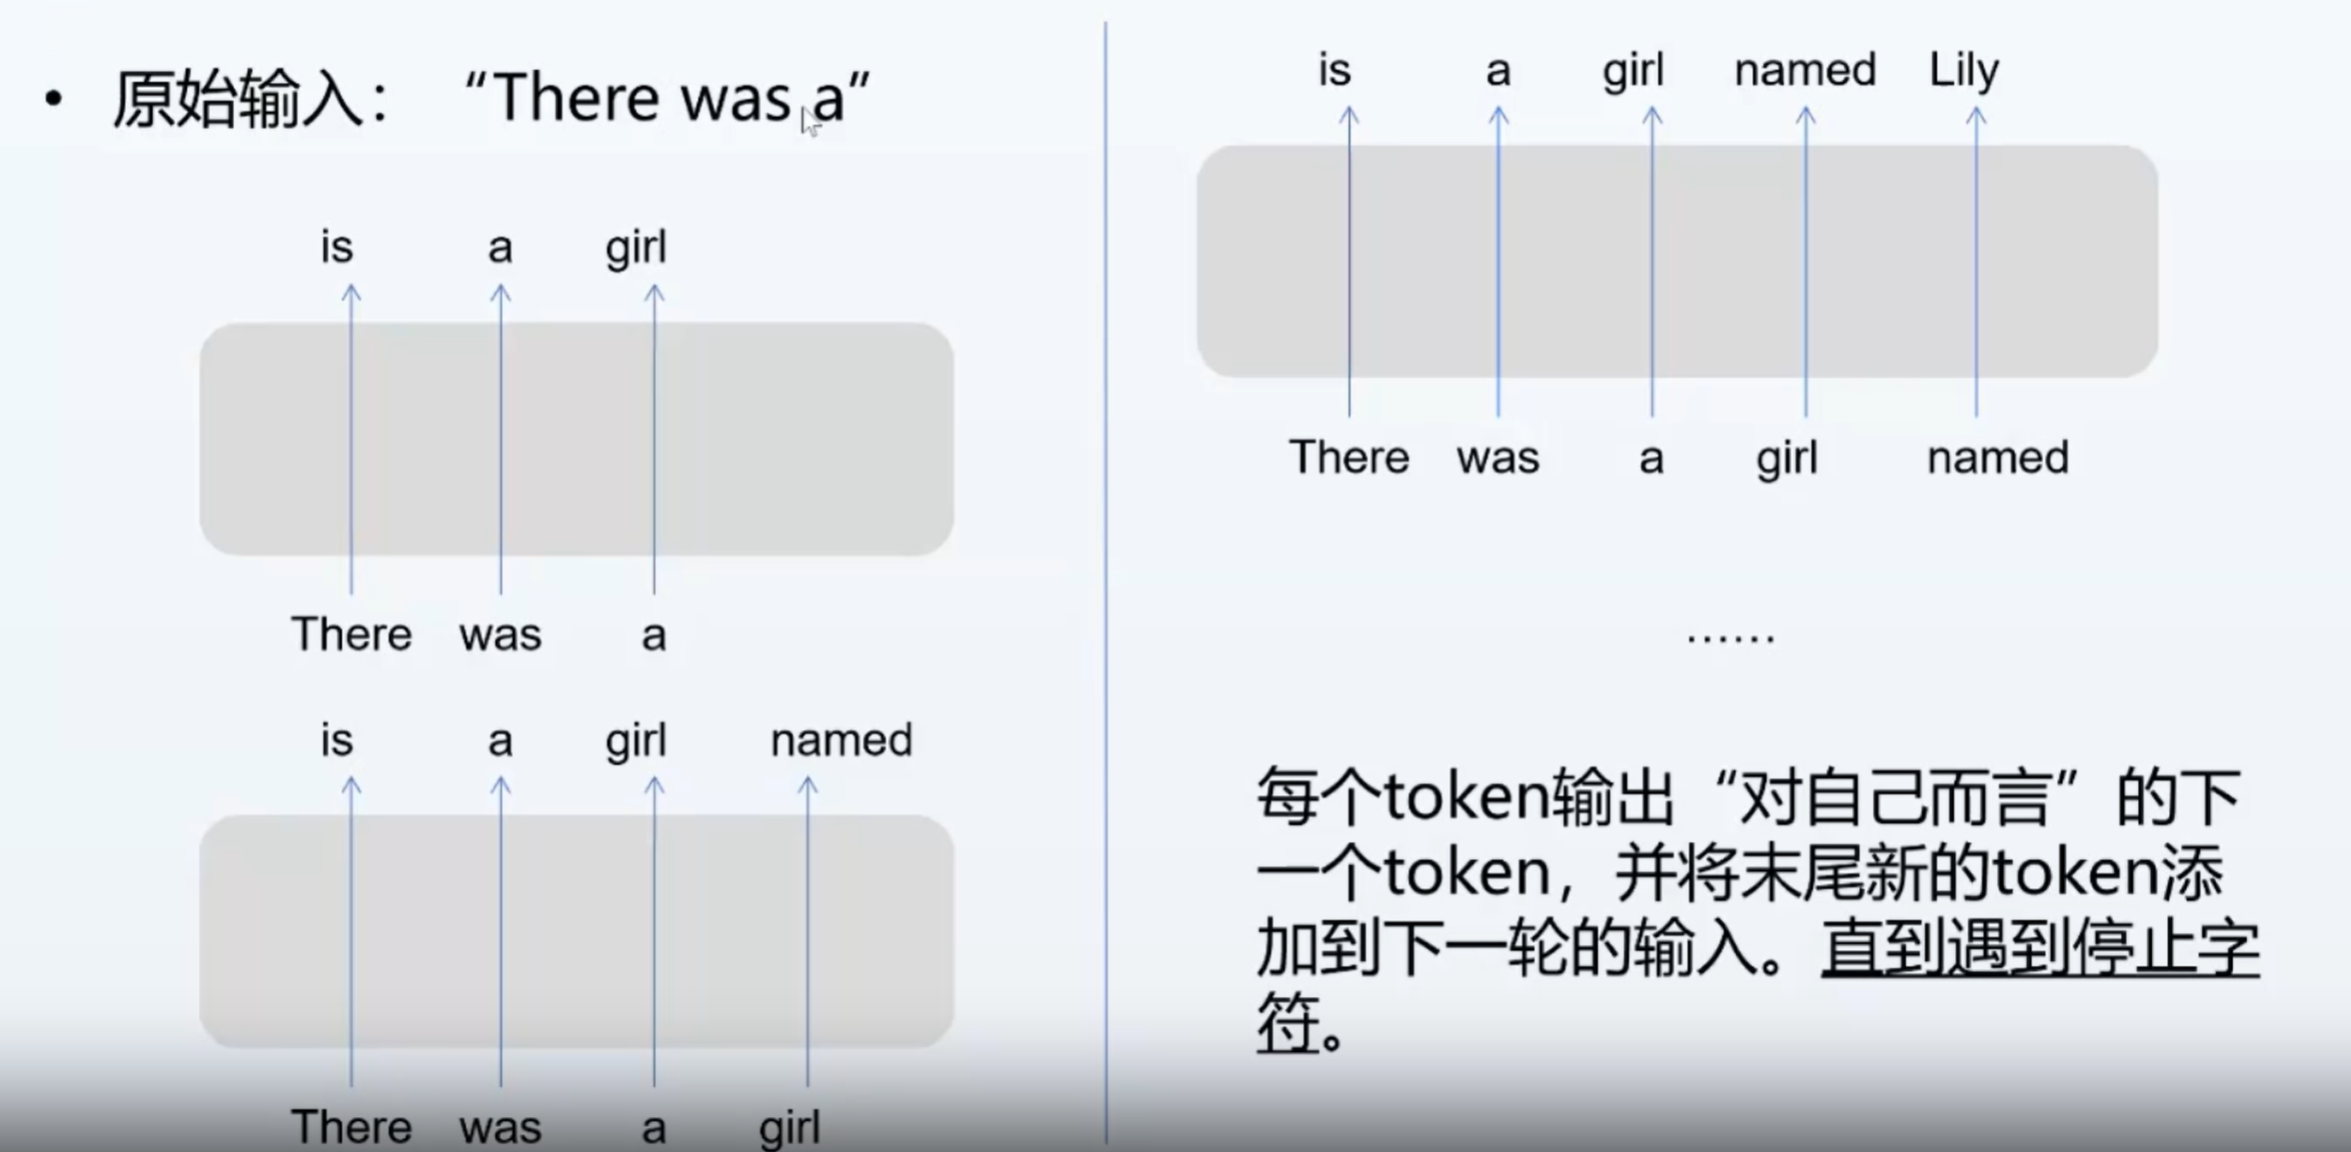 • 原始输入： “There was a”
is a girl
There was a
is a girl named
There was a girl
is a girl named Lily
There was a girl named
……
每个token输出“对自己而言”的下
一个token，并将末尾新的token添
加到下一轮的输入。直到遇到停止字
符。